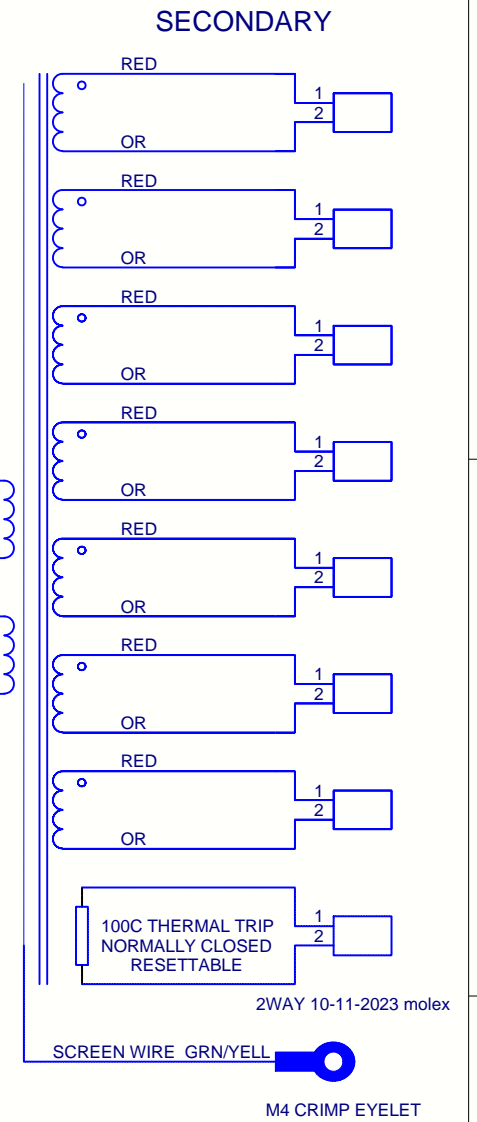 SECONDARY
RED
1
2
OR
RED
1
2
OR
RED
1
2
OR
RED
1
2
OR
RED
1
2
OR
RED
1
2
OR
RED
1
2
OR
1
100C THERMAL TRIP
2
NORMALLY CLOSED
RESETTABLE
2WAY 10-11-2023 molex
SCREEN WIRE GRN/YELL
M4 CRIMP EYELET